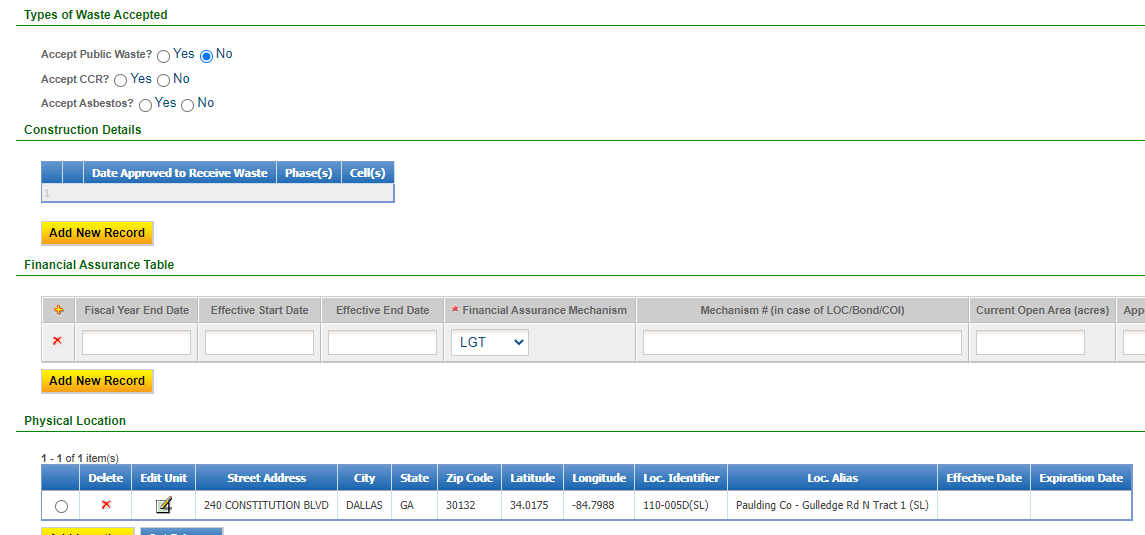 Types of Waste Accepted
Accept Public Waste? Yes No
Accept CCR? Yes No
Accept Asbestos? Yes No
Construction Details
Date Approved to Receive Waste Phase(s) Cell(s)
1
Add New Record
Financial Assurance Table
Fiscal Year End Date Effective Start Date Effective End Date * Financial Assurance Mechanism Mechanism # (in case of LOC/Bond/COI) Current Open Area (acres) App
LGT
Add New Record
Physical Location
1 - 1 of 1 item(s)
Delete Edit Unit Street Address City State Zip Code Latitude Longitude Loc. Identifier Loc. Alias Effective Date Expiration Date
240 CONSTITUTION BLVD DALLAS GA 30132 34.0175 -84.7988 110-005D(SL) Paulding Co - Gulledge Rd N Tract 1 (SL)